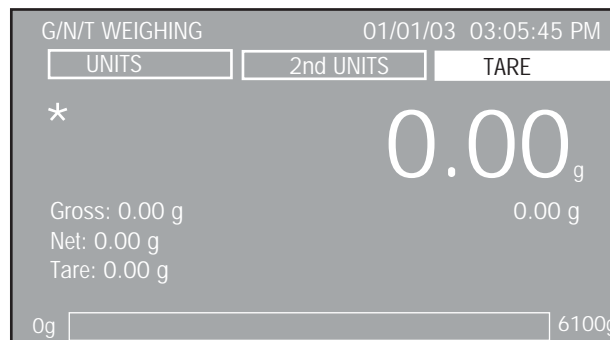 G/N/T WEIGHING 01/01/03 03:05:45 PM
UNITS 2nd UNITS TARE
* 0.00 g
Gross: 0.00 g 0.00 g
Net: 0.00 g
Tare: 0.00 g
0g 6100g